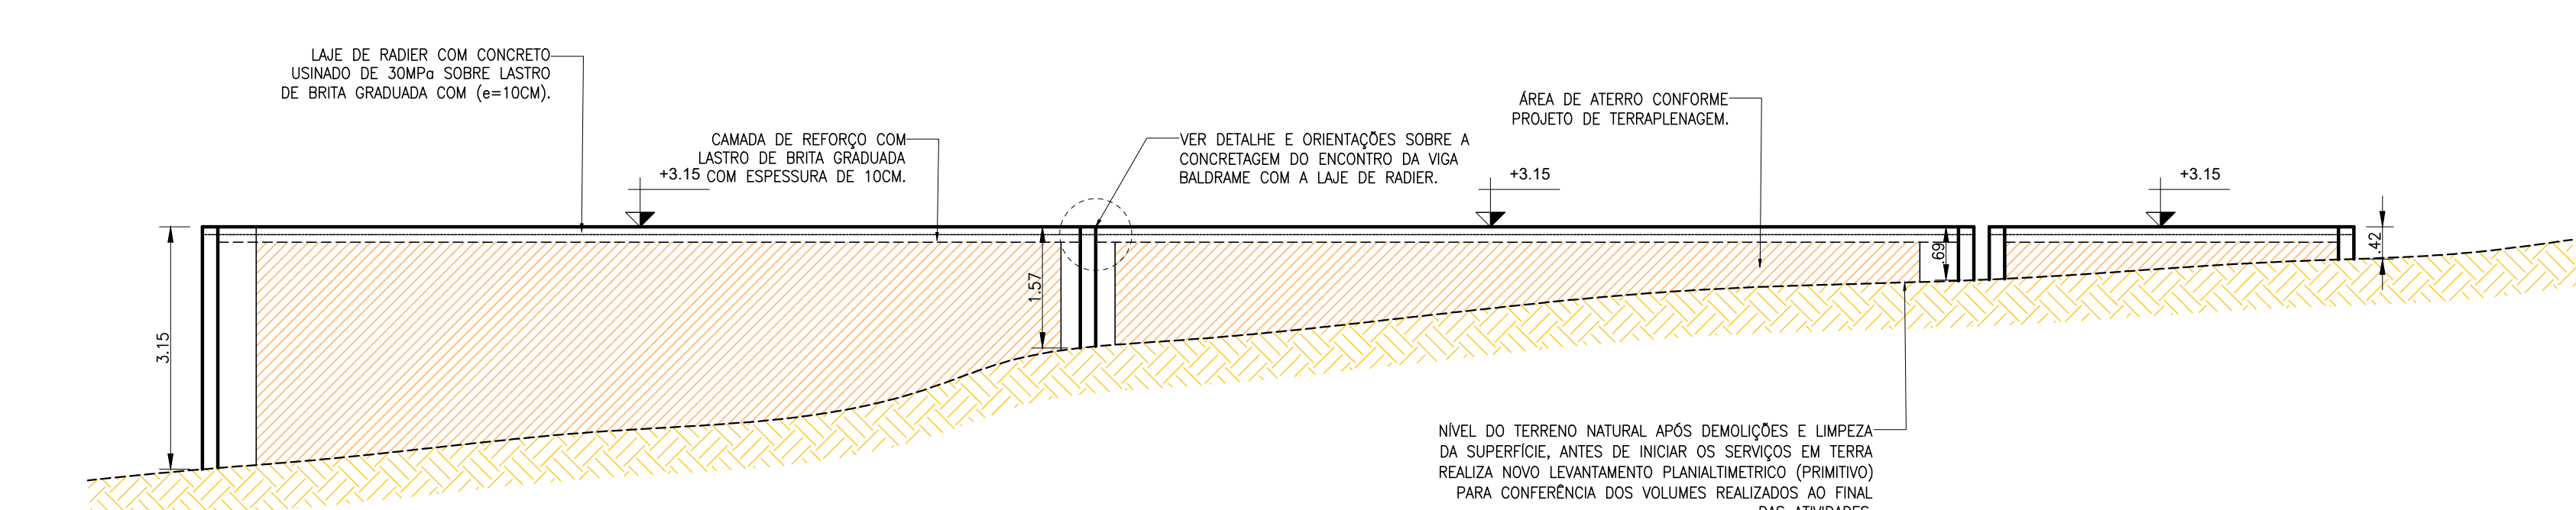 LAJE DE RADIER COM CONCRETO
USINADO DE 30MPa SOBRE LASTRO
DE BRITA GRADUADA COM (e=10CM).
CAMADA DE REFORÇO COM
LASTRO DE BRITA GRADUADA
COM ESPESSURA DE 10CM.
+3.15
VER DETALHE E ORIENTAÇÕES SOBRE A
CONCRETAGEM DO ENCONTRO DA VIGA
BALDRAME COM A LAJE DE RADIER.
ÁREA DE ATERRO CONFORME
PROJETO DE TERRAPLENAGEM.
+3.15
+3.15
3.15
1.57
.69
.42
NÍVEL DO TERRENO NATURAL APÓS DEMOLIÇÕES E LIMPEZA
DA SUPERFÍCIE, ANTES DE INICIAR OS SERVIÇOS EM TERRA
REALIZA NOVO LEVANTAMENTO PLANIALTIMETRICO (PRIMITIVO)
PARA CONFERÊNCIA DOS VOLUMES REALIZADOS AO FINAL
DAS ATIVIDADES.